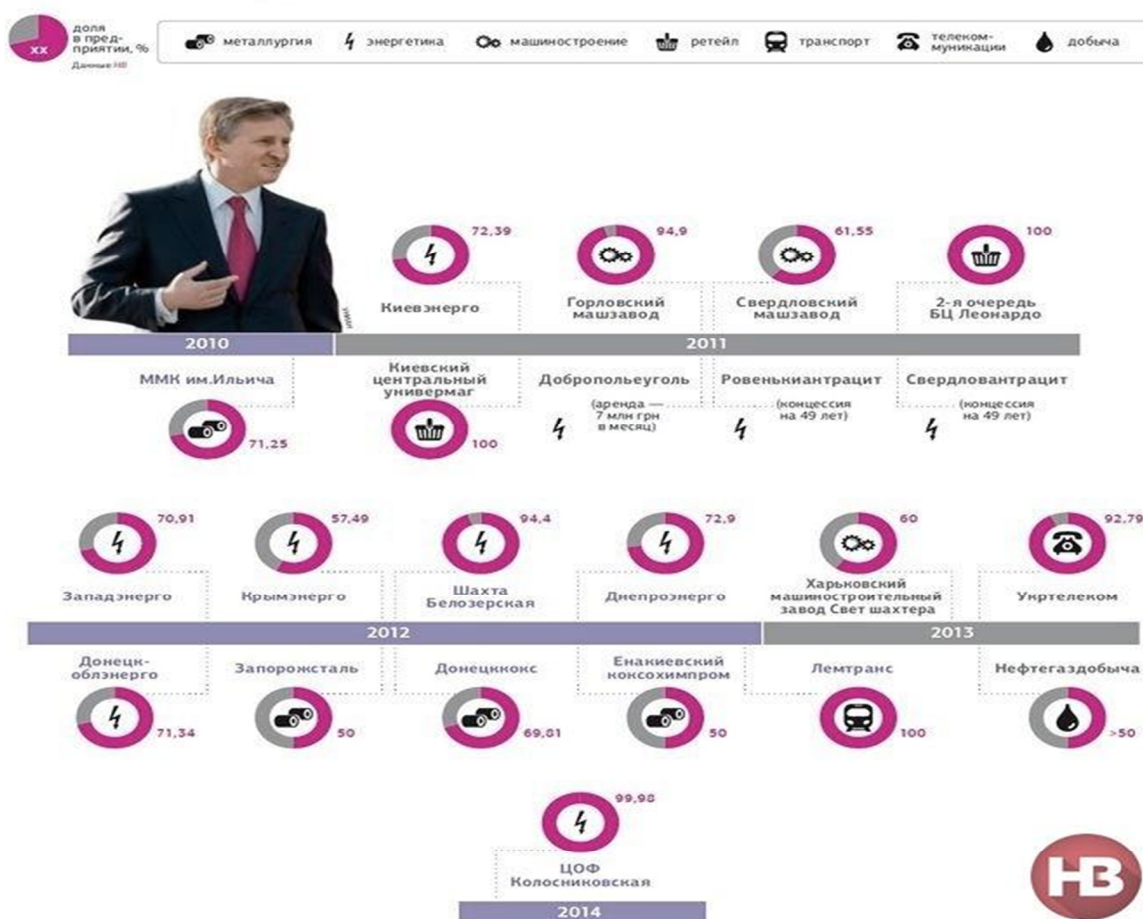 xx
доля
в пред-
приятии, %
Данные НВ
металлургия
энергетика
машиностроение
ретейл
транспорт
телеком-
муникации
добыча
72,39
94,9
61,55
100
Киевэнерго
Горловский
машзавод
Свердловский
машзавод
2-я очередь
БЦ Леонардо
2010
2011
ММК им.Ильича
71,25
Киевский
центральный
универмаг
100
Добропольеуголь
(аренда —
7 млн грн
в месяц)
Ровенькиантрацит
(концессия
на 49 лет)
Свердловантрацит
(концессия
на 49 лет)
70,91
57,49
94,4
72,9
60
92,79
Западэнерго
Крымэнерго
Шахта
Белозерская
Днепроэнерго
Харьковский
машиностроительный
завод Свет шахтера
Укртелеком
2012
2013
Донецк-
облэнерго
71,34
Запорожсталь
50
Донецккокс
69,81
Енакиевский
коксохимпром
50
Лемтранс
100
Нефтегаздобыча
>50
99,98
ЦОФ
Колосниковская
2014
НВ